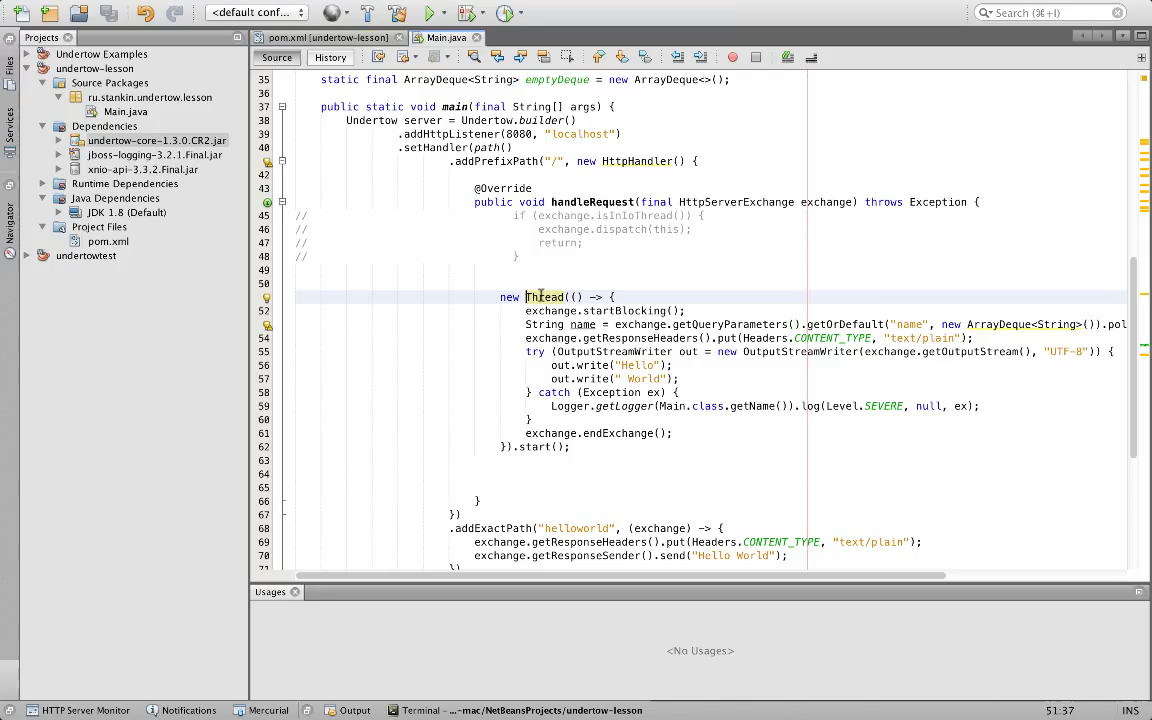 <default conf...
Search (⌘+I)
Projects
Files
Services
Navigator
Undertow Examples
undertow-lesson
Source Packages
ru.stankin.undertow.lesson
Main.java
Dependencies
undertow-core-1.3.0.CR2.jar
jboss-logging-3.2.1.Final.jar
xnio-api-3.3.2.Final.jar
Runtime Dependencies
Java Dependencies
JDK 1.8 (Default)
Project Files
pom.xml
undertowtest
pom.xml [undertow-lesson]
Main.java
Source
History
35 static final ArrayDeque<String> emptyDeque = new ArrayDeque<>();
36
37 public static void main(final String[] args) {
38 Undertow server = Undertow.builder()
39 .addHttpListener(8080, "localhost")
40 .setHandler(path()
.addPrefixPath("/", new HttpHandler() {
42
43 @Override
public void handleRequest(final HttpServerExchange exchange) throws Exception {
45 // if (exchange.isInIoThread()) {
46 // exchange.dispatch(this);
47 // return;
48 // }
49
50
new Thread(() -> {
52 exchange.startBlocking();
String name = exchange.getQueryParameters().getOrDefault("name", new ArrayDeque<String>()).pol
54 exchange.getResponseHeaders().put(Headers.CONTENT_TYPE, "text/plain");
55 try (OutputStreamWriter out = new OutputStreamWriter(exchange.getOutputStream(), "UTF-8")) {
56 out.write("Hello");
57 out.write(" World");
58 } catch (Exception ex) {
59 Logger.getLogger(Main.class.getName()).log(Level.SEVERE, null, ex);
60 }
61 exchange.endExchange();
62 }).start();
63
64
65
66 }
67 })
68 .addExactPath("helloworld", (exchange) -> {
69 exchange.getResponseHeaders().put(Headers.CONTENT_TYPE, "text/plain");
70 exchange.getResponseSender().send("Hello World");
71 })
Usages
<No Usages>
HTTP Server Monitor
Notifications
Mercurial
Output
Terminal - ...-mac/NetBeansProjects/undertow-lesson
51:37
INS